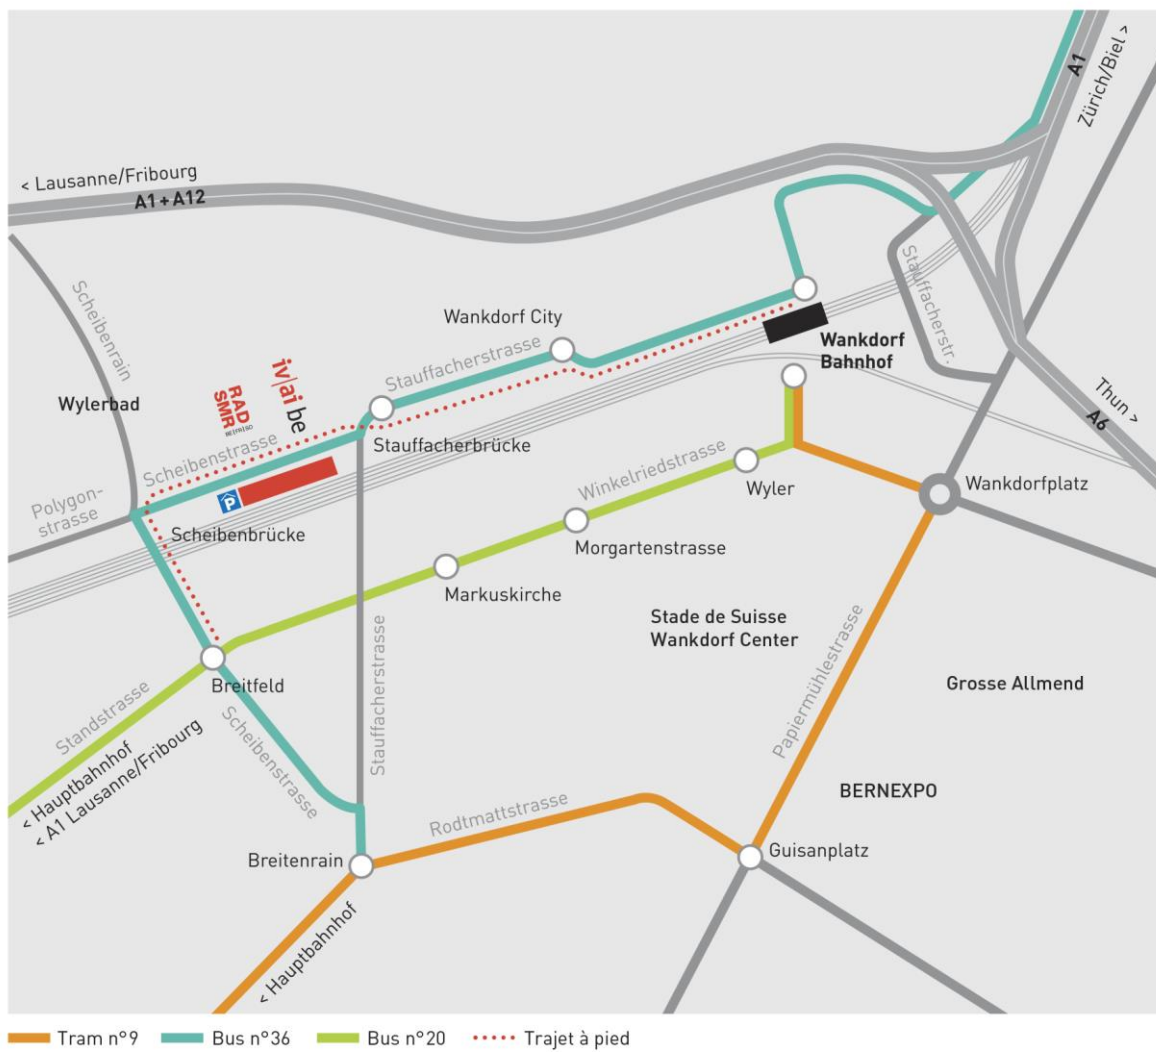 A1
Zürich/Biel >
< Lausanne/Fribourg
A1+A12
Scheibenrain
Stauffacherstr.
Wankdorf City
Stauffacherstrasse
Wankdorf
Bahnhof
iv|ai be
RAD
SMR
BE|FR|SO
Wylerbad
Thun >
A6
Scheibenstrasse
Stauffacherbrücke
Winkelriedstrasse
Wyler
Wankdorfplatz
Polygon-
strasse
P
Scheibenbrücke
Morgartenstrasse
Markuskirche
Stade de Suisse
Wankdorf Center
Papiermühlestrasse
Grosse Allmend
Breitfeld
Standstrasse
Scheibenstrasse
Stauffacherstrasse
< Hauptbahnhof
< A1 Lausanne/Fribourg
BERNEXPO
Rodtmattstrasse
Breitenrain
Guisanplatz
< Hauptbahnhof
Tram n°9
Bus n°36
Bus n°20
Trajet à pied